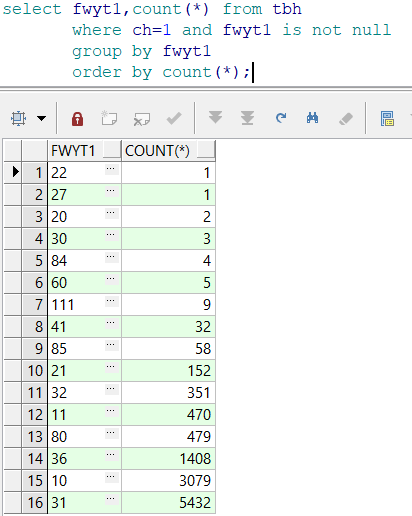 select fwyt1,count(*) from tbh
where ch=1 and fwyt1 is not null
group by fwyt1
order by count(*);
FWYT1 COUNT(*)
1 22 ... 1
2 27 ... 1
3 20 ... 2
4 30 ... 3
5 84 ... 4
6 60 ... 5
7 111 ... 9
8 41 ... 32
9 85 ... 58
10 21 ... 152
11 32 ... 351
12 11 ... 470
13 80 ... 479
14 36 ... 1408
15 10 ... 3079
16 31 ... 5432